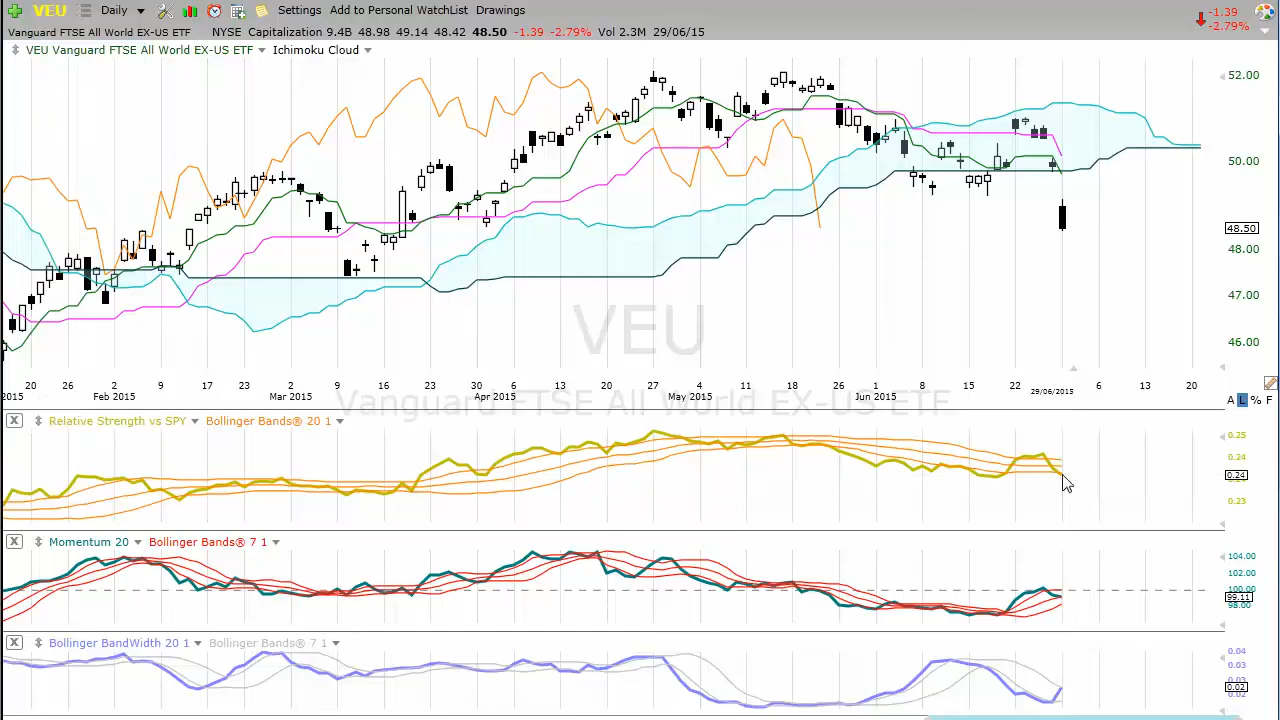 VEU Daily Settings Add to Personal WatchList Drawings -1.39
-2.79%
Vanguard FTSE All World EX-US ETF NYSE Capitalization 9.4B 48.98 49.14 48.42 48.50 -1.39 -2.79% Vol 2.3M 29/06/15
VEU Vanguard FTSE All World EX-US ETF Ichimoku Cloud
52.00
50.00
48.50
48.00
47.00
46.00
VEU
20 26 2 9 17 23 2 9 16 23 6 13 20 27 4 11 18 26 1 8 15 22 6 13 20
2015 Feb 2015 Mar 2015 Apr 2015 May 2015 Jun 2015 29/06/2015
A L % F
Vanguard FTSE All World EX-US ETF
X Relative Strength vs SPY Bollinger Bands® 20 1
0.25
0.24
0.24
0.23
X Momentum 20 Bollinger Bands® 7 1
104.00
102.00
100.00
99.11
98.00
X Bollinger BandWidth 20 1 Bollinger Bands® 7 1
0.04
0.03
0.03
0.02
0.02